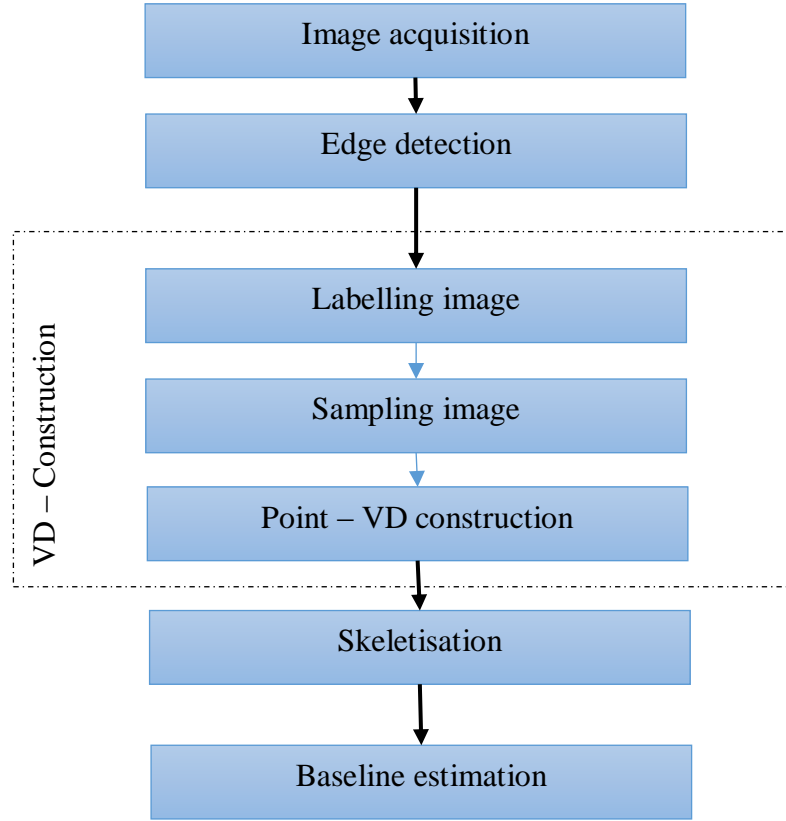 Image acquisition
Edge detection
VD – Construction
Labelling image
Sampling image
Point – VD construction
Skeletisation
Baseline estimation